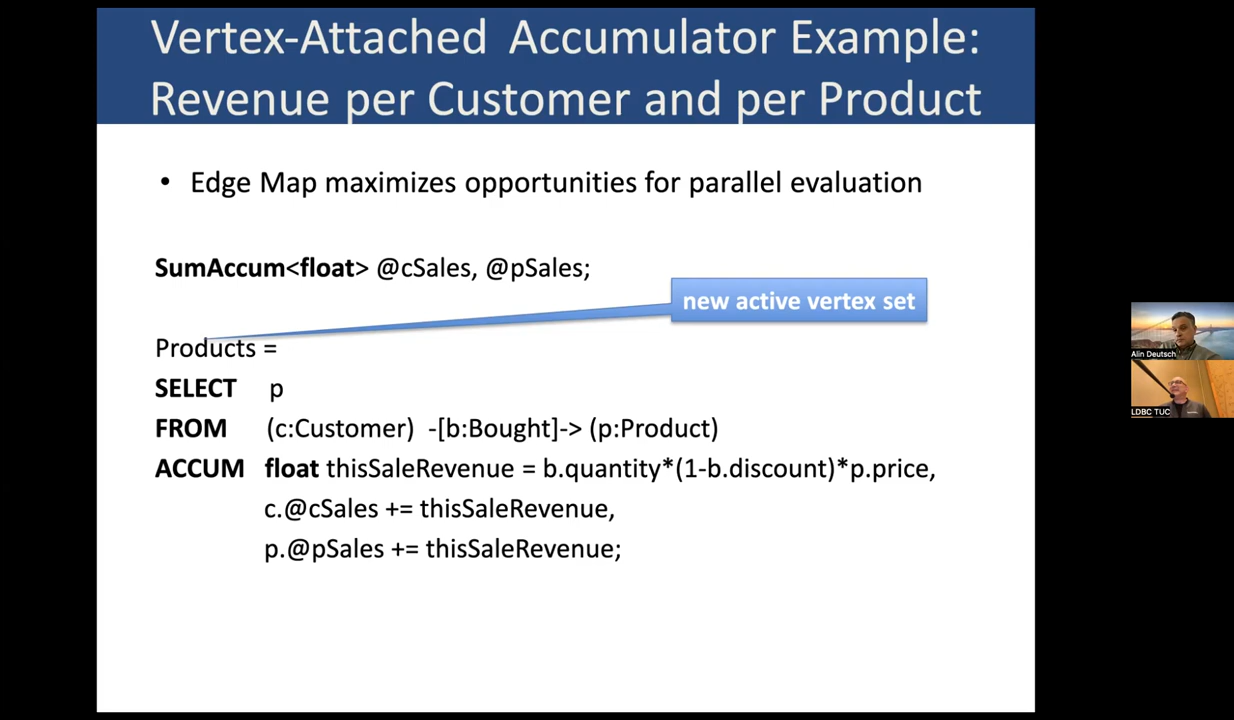 Vertex-Attached Accumulator Example:
Revenue per Customer and per Product
• Edge Map maximizes opportunities for parallel evaluation
SumAccum<float> @cSales, @pSales;
new active vertex set
Products =
SELECT p
FROM (c:Customer) -[b:Bought]-> (p:Product)
ACCUM float thisSaleRevenue = b.quantity*(1-b.discount)*p.price,
c.@cSales += thisSaleRevenue,
p.@pSales += thisSaleRevenue;
Alin Deutsch
LDBC TUC